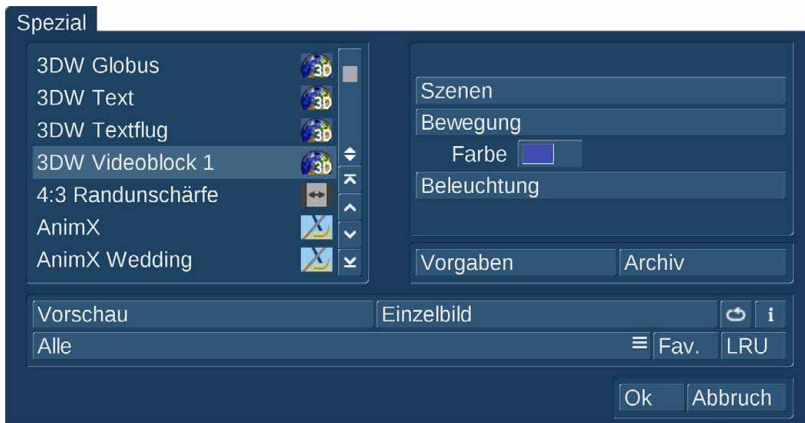 Spezial
3DW Globus
3DW Text
3DW Textflug
3DW Videoblock 1
4:3 Randunschärfe
AnimX
AnimX Wedding
Szenen
Bewegung
Farbe
Beleuchtung
Vorgaben Archiv
Vorschau Einzelbild i
Alle Fav. LRU
Ok Abbruch